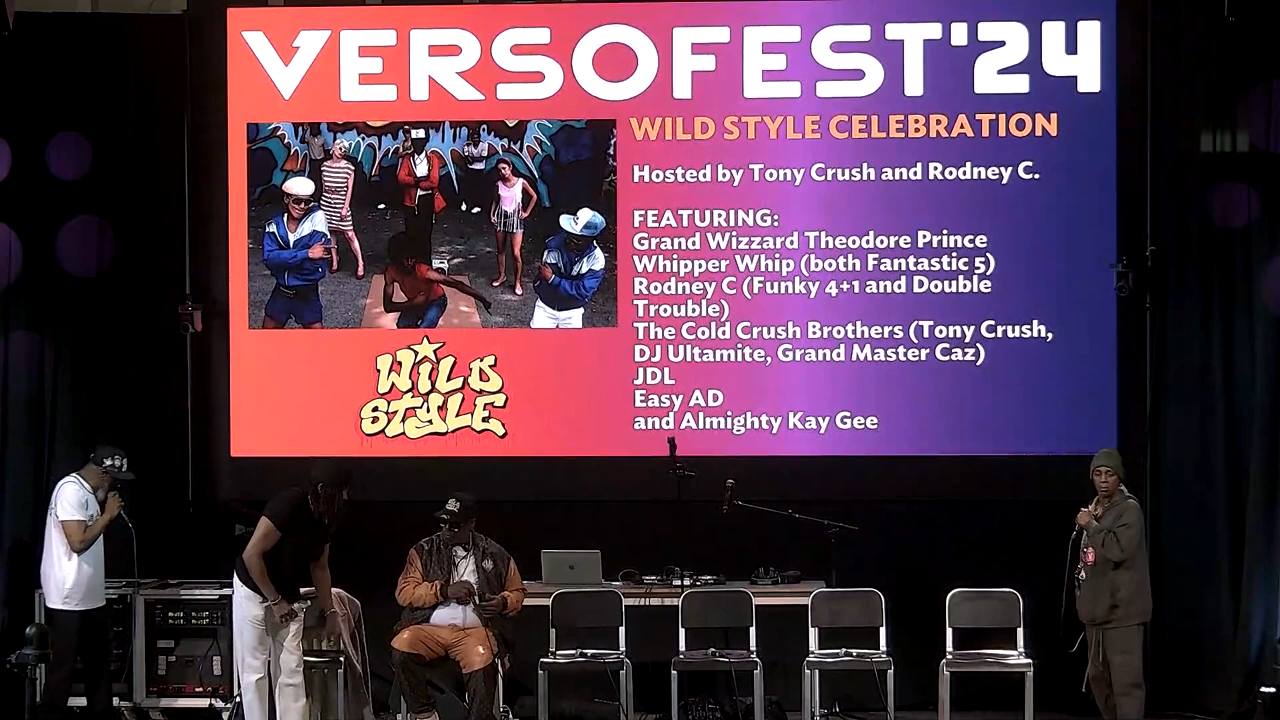 VERSOFEST'24
WILD STYLE CELEBRATION
Hosted by Tony Crush and Rodney C.
FEATURING:
Grand Wizzard Theodore Prince
Whipper Whip (both Fantastic 5)
Rodney C (Funky 4+1 and Double
Trouble)
The Cold Crush Brothers (Tony Crush,
DJ Ultamite, Grand Master Caz)
JDL
Easy AD
and Almighty Kay Gee
WILD
STYLE